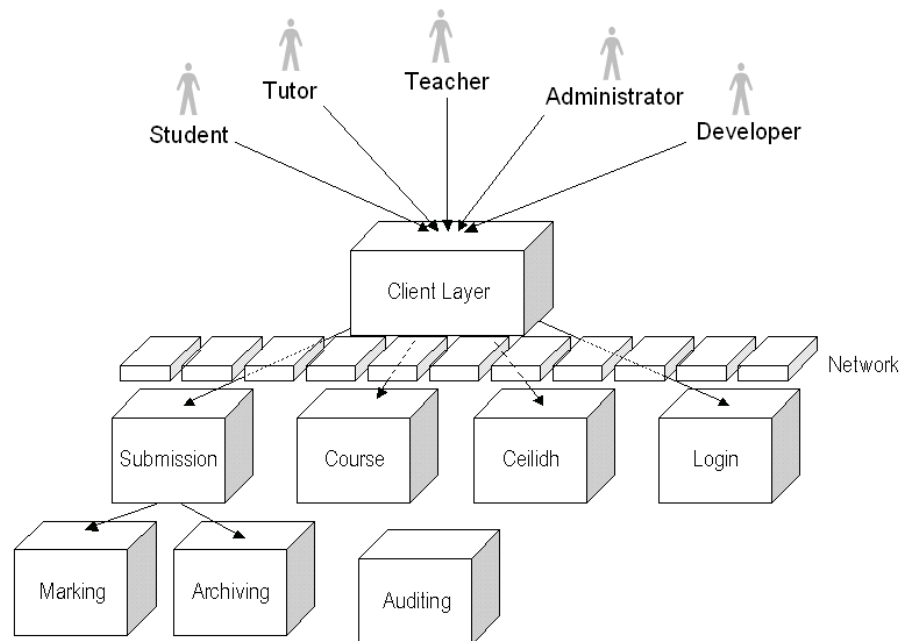 Student
Tutor
Teacher
Administrator
Developer
Client Layer
Network
Submission
Course
Ceilidh
Login
Marking
Archiving
Auditing